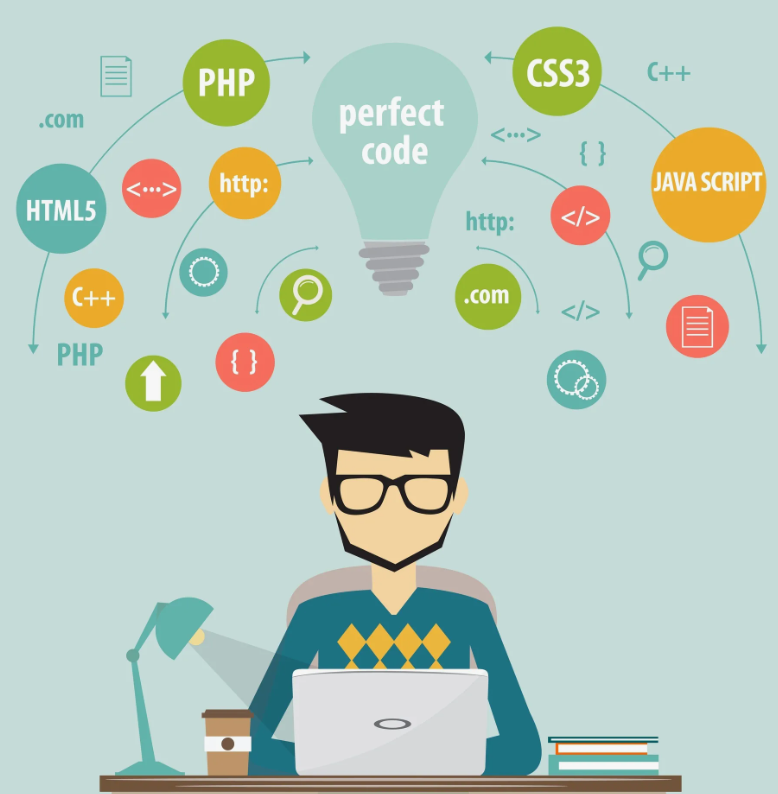 PHP
CSS3
C++
.com
perfect
code
<···>
{ }
HTML5
<···>
http:
JAVA SCRIPT
</>
http:
C++
.com
</>
PHP
{ }